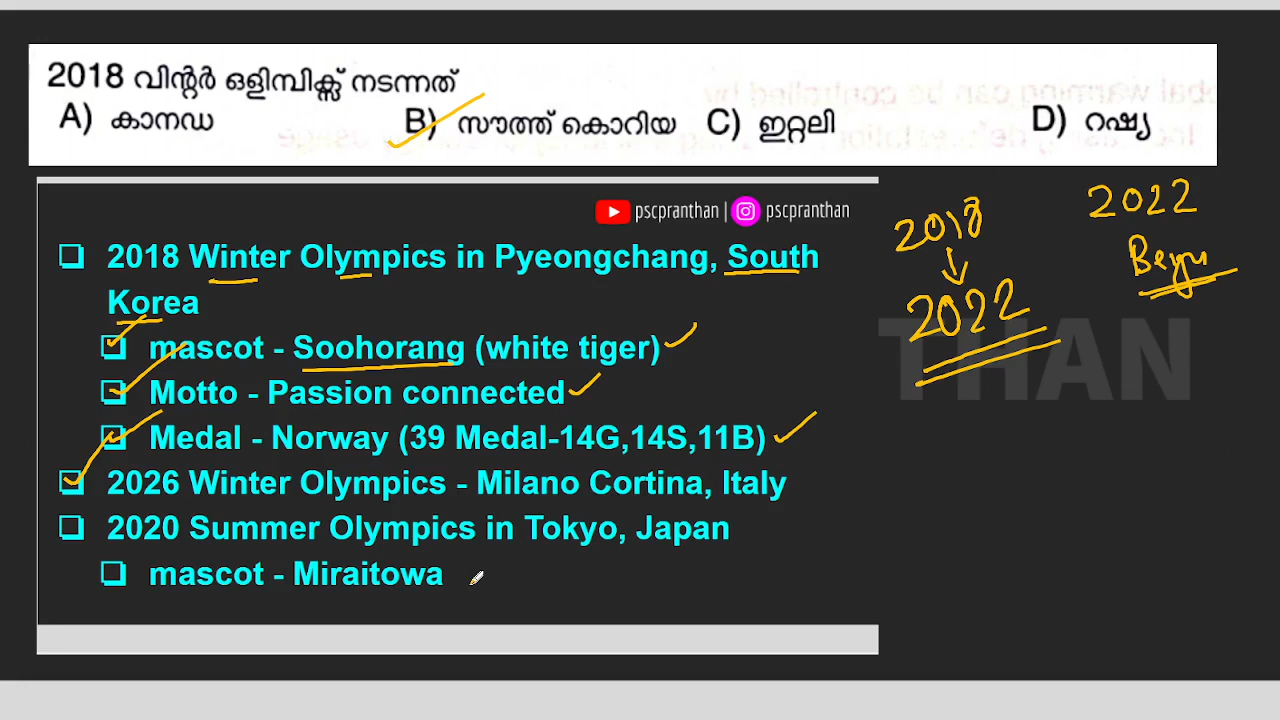 2018 വിന്റർ ഒളിമ്പിക്സ് നടന്നത്
A) കാനഡ B) സൗത്ത് കൊറിയ C) ഇറ്റലി D) റഷ്യ
pscpranthan | pscpranthan
2018 Winter Olympics in Pyeongchang, South
Korea
mascot - Soohorang (white tiger)
Motto - Passion connected
Medal - Norway (39 Medal-14G,14S,11B)
2026 Winter Olympics - Milano Cortina, Italy
2020 Summer Olympics in Tokyo, Japan
mascot - Miraitowa
2018
2022
2022
THAN